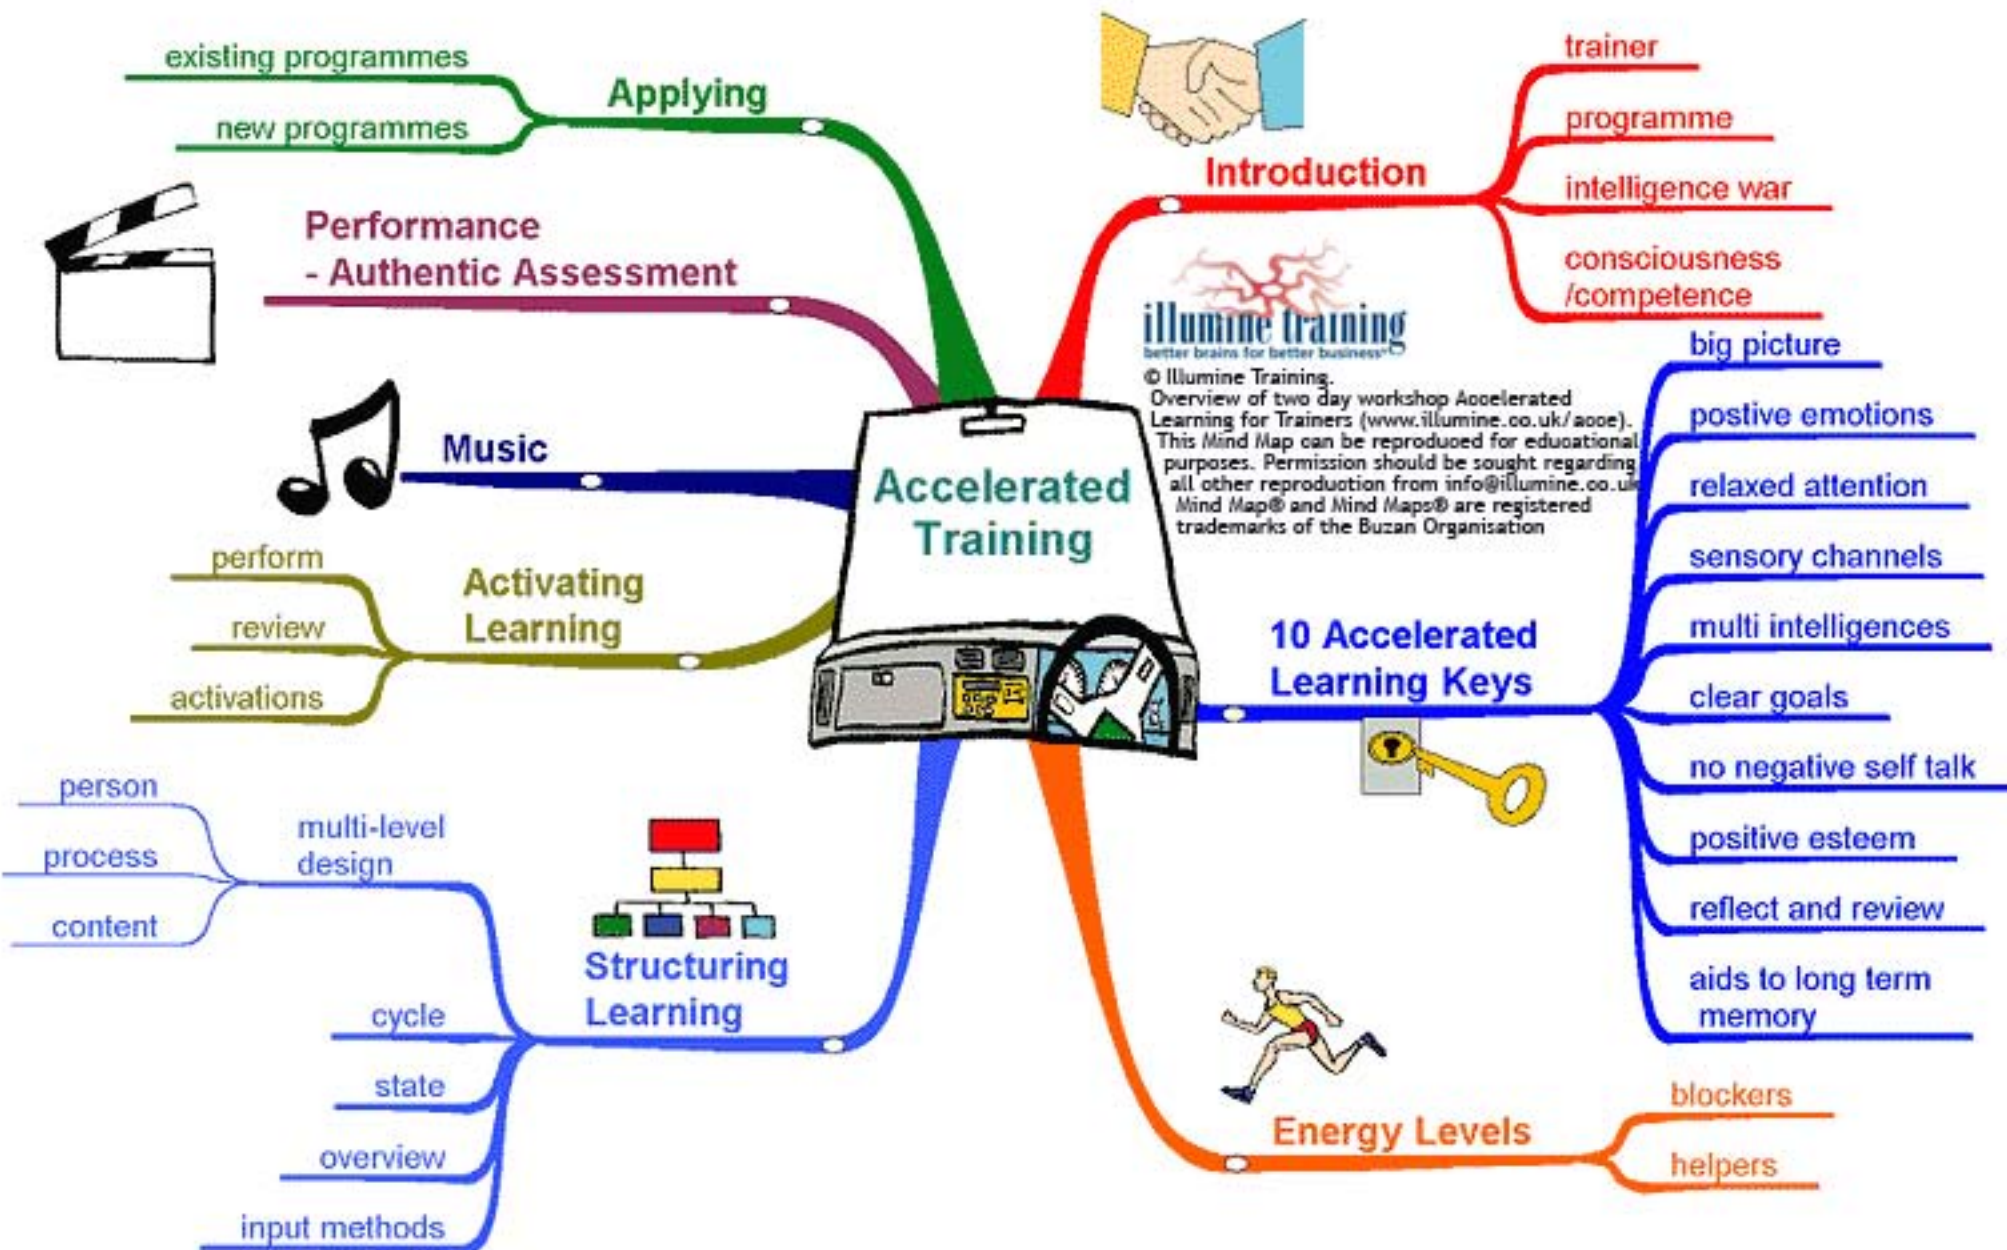 Accelerated
Training
Introduction
trainer
programme
intelligence war
consciousness
/competence
illumine training
better brains for better business®
© Illumine Training.
Overview of two day workshop Accelerated
Learning for Trainers (www.illumine.co.uk/acce).
This Mind Map can be reproduced for educational
purposes. Permission should be sought regarding
all other reproduction from info@illumine.co.uk
Mind Map® and Mind Maps® are registered
trademarks of the Buzan Organisation
10 Accelerated
Learning Keys
big picture
postive emotions
relaxed attention
sensory channels
multi intelligences
clear goals
no negative self talk
positive esteem
reflect and review
aids to long term
memory
Energy Levels
blockers
helpers
Structuring
Learning
multi-level
design
person
process
content
cycle
state
overview
input methods
Activating
Learning
perform
review
activations
Music
Performance
- Authentic Assessment
Applying
existing programmes
new programmes